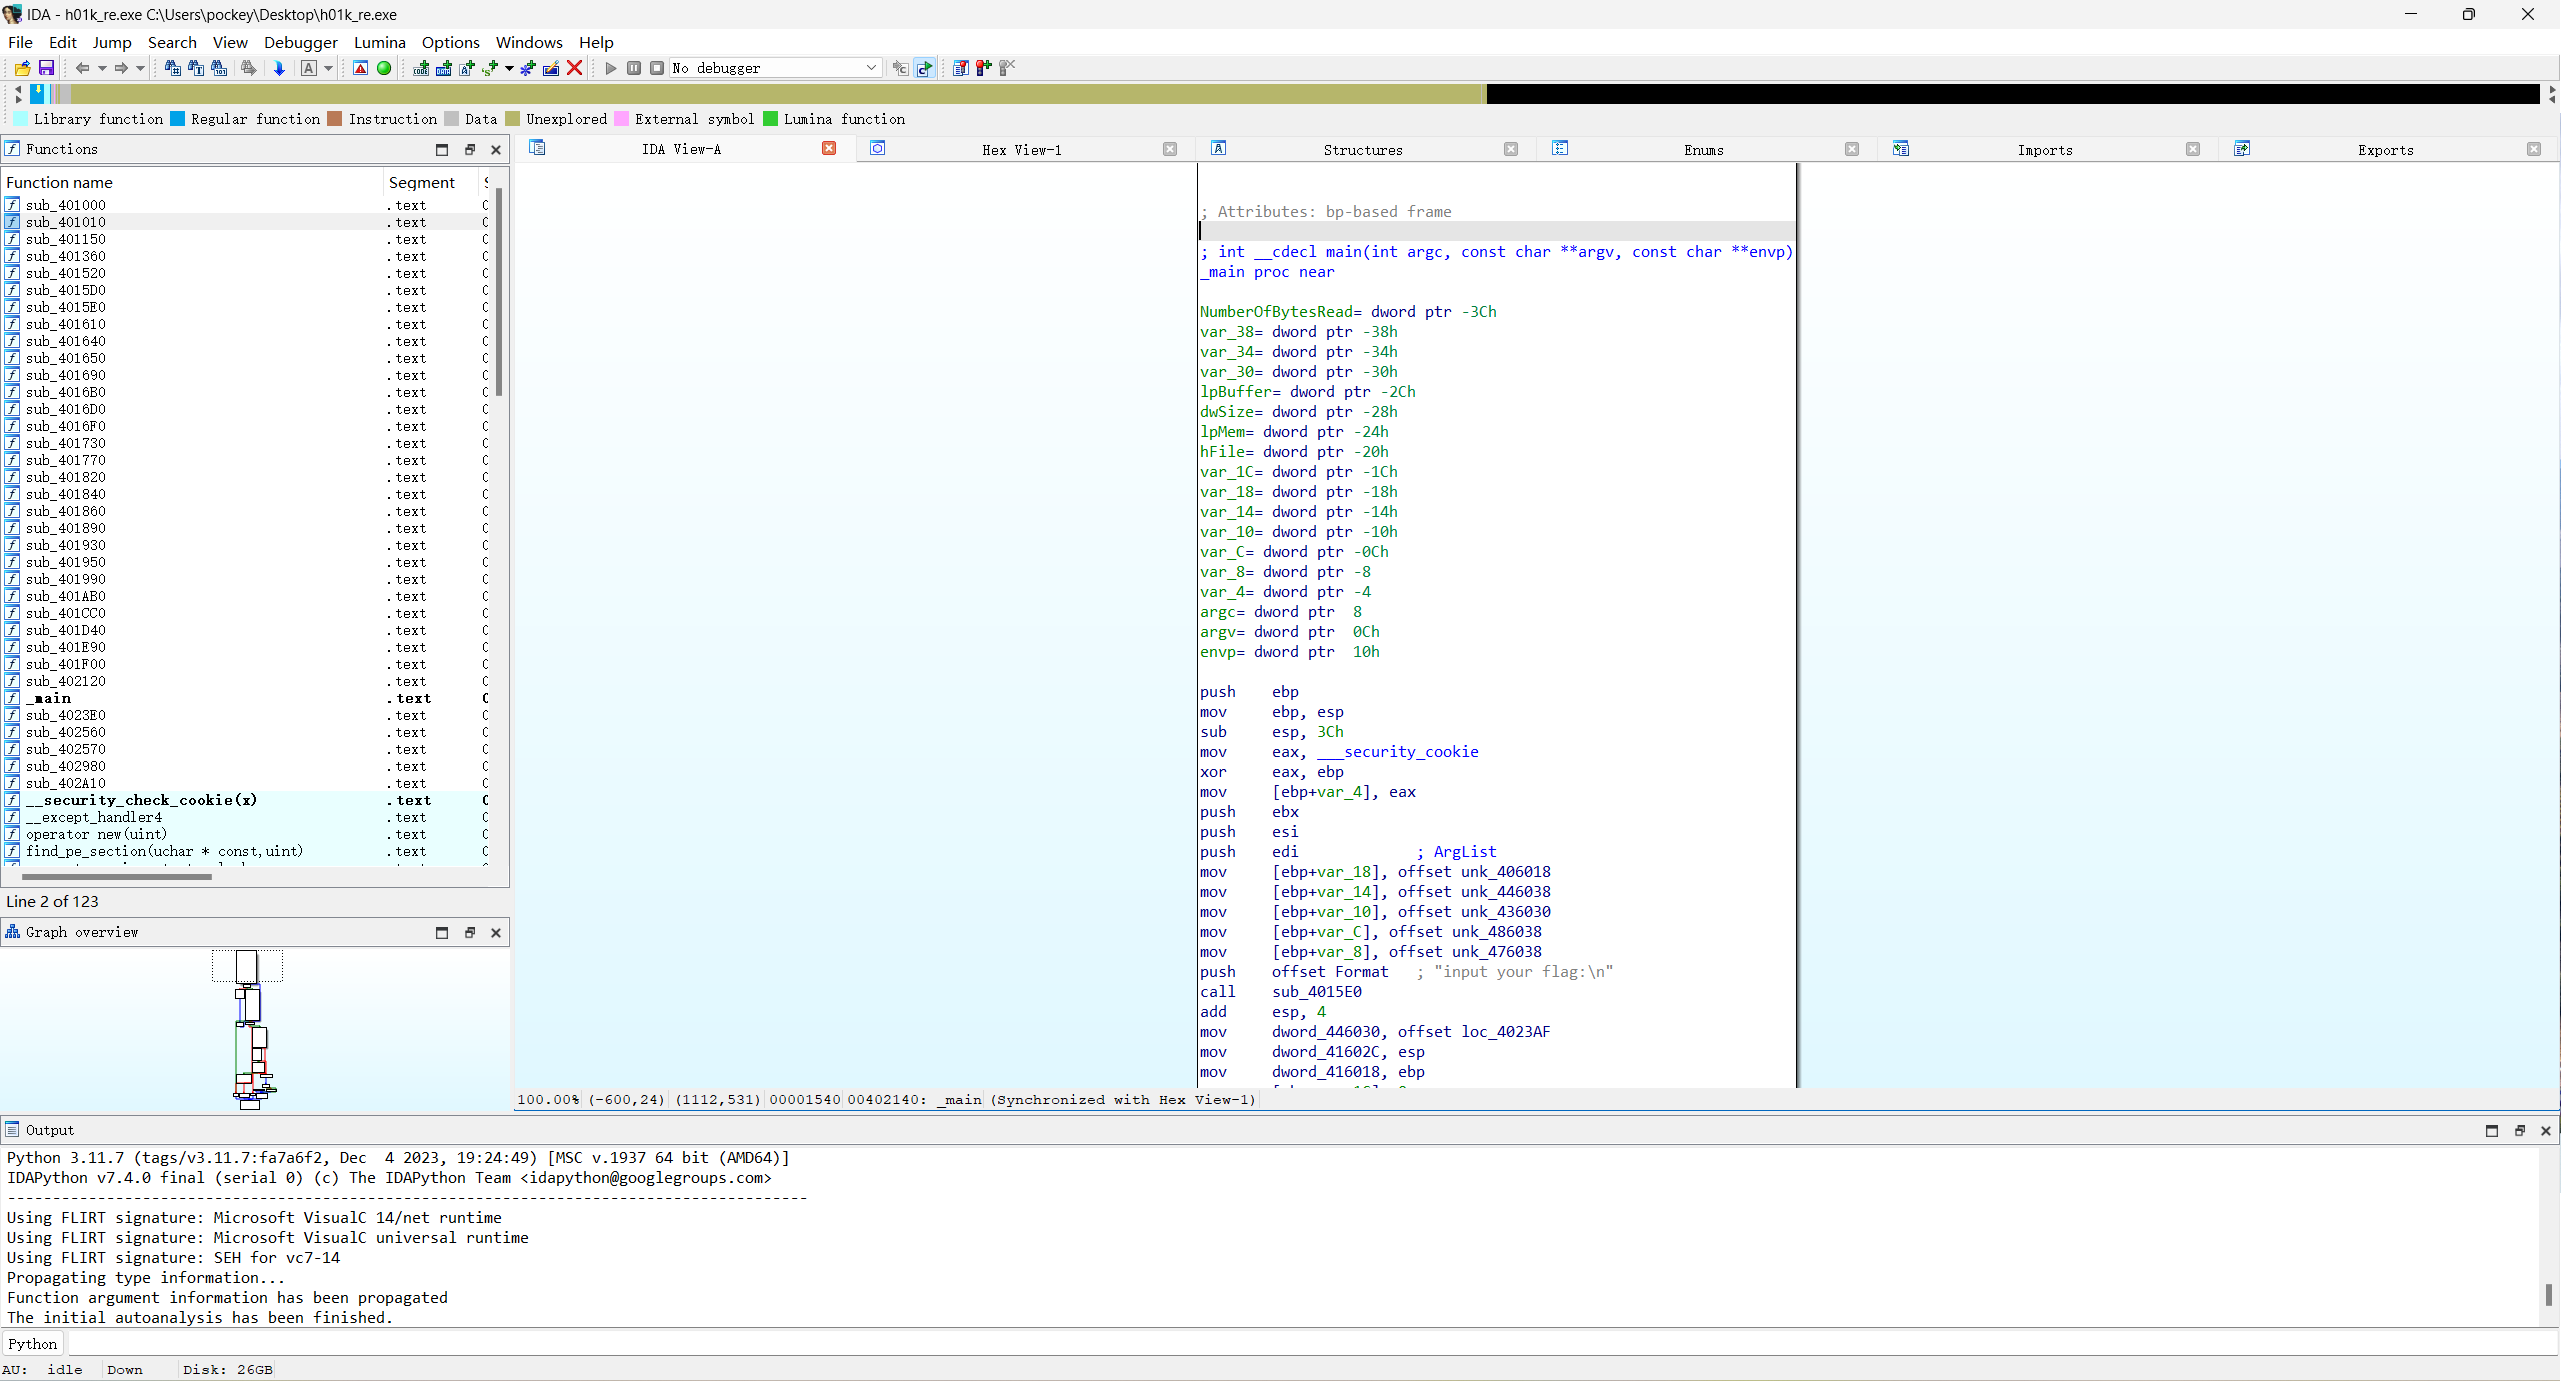 IDA - h01k_re.exe C:\Users\pockey\Desktop\h01k_re.exe
File Edit Jump Search View Debugger Lumina Options Windows Help
No debugger
Library function Regular function Instruction Data Unexplored External symbol Lumina function
Functions
Function name Segment
sub_401000 .text
sub_401010 .text
sub_401150 .text
sub_401360 .text
sub_401520 .text
sub_4015D0 .text
sub_4015E0 .text
sub_401610 .text
sub_401640 .text
sub_401650 .text
sub_401690 .text
sub_4016B0 .text
sub_4016D0 .text
sub_4016F0 .text
sub_401730 .text
sub_401770 .text
sub_401820 .text
sub_401840 .text
sub_401860 .text
sub_401890 .text
sub_401930 .text
sub_401950 .text
sub_401990 .text
sub_401AB0 .text
sub_401CC0 .text
sub_401D40 .text
sub_401E90 .text
sub_401F00 .text
sub_402120 .text
_main .text
sub_4023E0 .text
sub_402560 .text
sub_402570 .text
sub_402980 .text
sub_402A10 .text
__security_check_cookie(x) .text
__except_handler4 .text
operator new(uint) .text
find_pe_section(uchar * const,uint) .text
Line 2 of 123
Graph overview
IDA View-A Hex View-1 Structures Enums Imports Exports
; Attributes: bp-based frame
; int __cdecl main(int argc, const char **argv, const char **envp)
_main proc near
NumberOfBytesRead= dword ptr -3Ch
var_38= dword ptr -38h
var_34= dword ptr -34h
var_30= dword ptr -30h
lpBuffer= dword ptr -2Ch
dwSize= dword ptr -28h
lpMem= dword ptr -24h
hFile= dword ptr -20h
var_1C= dword ptr -1Ch
var_18= dword ptr -18h
var_14= dword ptr -14h
var_10= dword ptr -10h
var_C= dword ptr -0Ch
var_8= dword ptr -8
var_4= dword ptr -4
argc= dword ptr 8
argv= dword ptr 0Ch
envp= dword ptr 10h
push ebp
mov ebp, esp
sub esp, 3Ch
mov eax, ___security_cookie
xor eax, ebp
mov [ebp+var_4], eax
push ebx
push esi
push edi ; ArgList
mov [ebp+var_18], offset unk_406018
mov [ebp+var_14], offset unk_446038
mov [ebp+var_10], offset unk_436030
mov [ebp+var_C], offset unk_486038
mov [ebp+var_8], offset unk_476038
push offset Format ; "input your flag:\n"
call sub_4015E0
add esp, 4
mov dword_446030, offset loc_4023AF
mov dword_41602C, esp
mov dword_416018, ebp
100.00% (-600,24) (1112,531) 00001540 00402140: _main (Synchronized with Hex View-1)
Output
Python 3.11.7 (tags/v3.11.7:fa7a6f2, Dec  4 2023, 19:24:49) [MSC v.1937 64 bit (AMD64)]
IDAPython v7.4.0 final (serial 0) (c) The IDAPython Team <idapython@googlegroups.com>
-----------------------------------------------------------------------------------------
Using FLIRT signature: Microsoft VisualC 14/net runtime
Using FLIRT signature: Microsoft VisualC universal runtime
Using FLIRT signature: SEH for vc7-14
Propagating type information...
Function argument information has been propagated
The initial autoanalysis has been finished.
Python
AU: idle Down Disk: 26GB